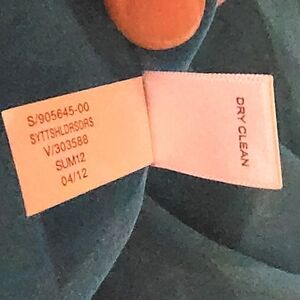 S/905645-00
SYTTSHLDRSDRS
V/303588
SUM12
04/12
DRY CLEAN